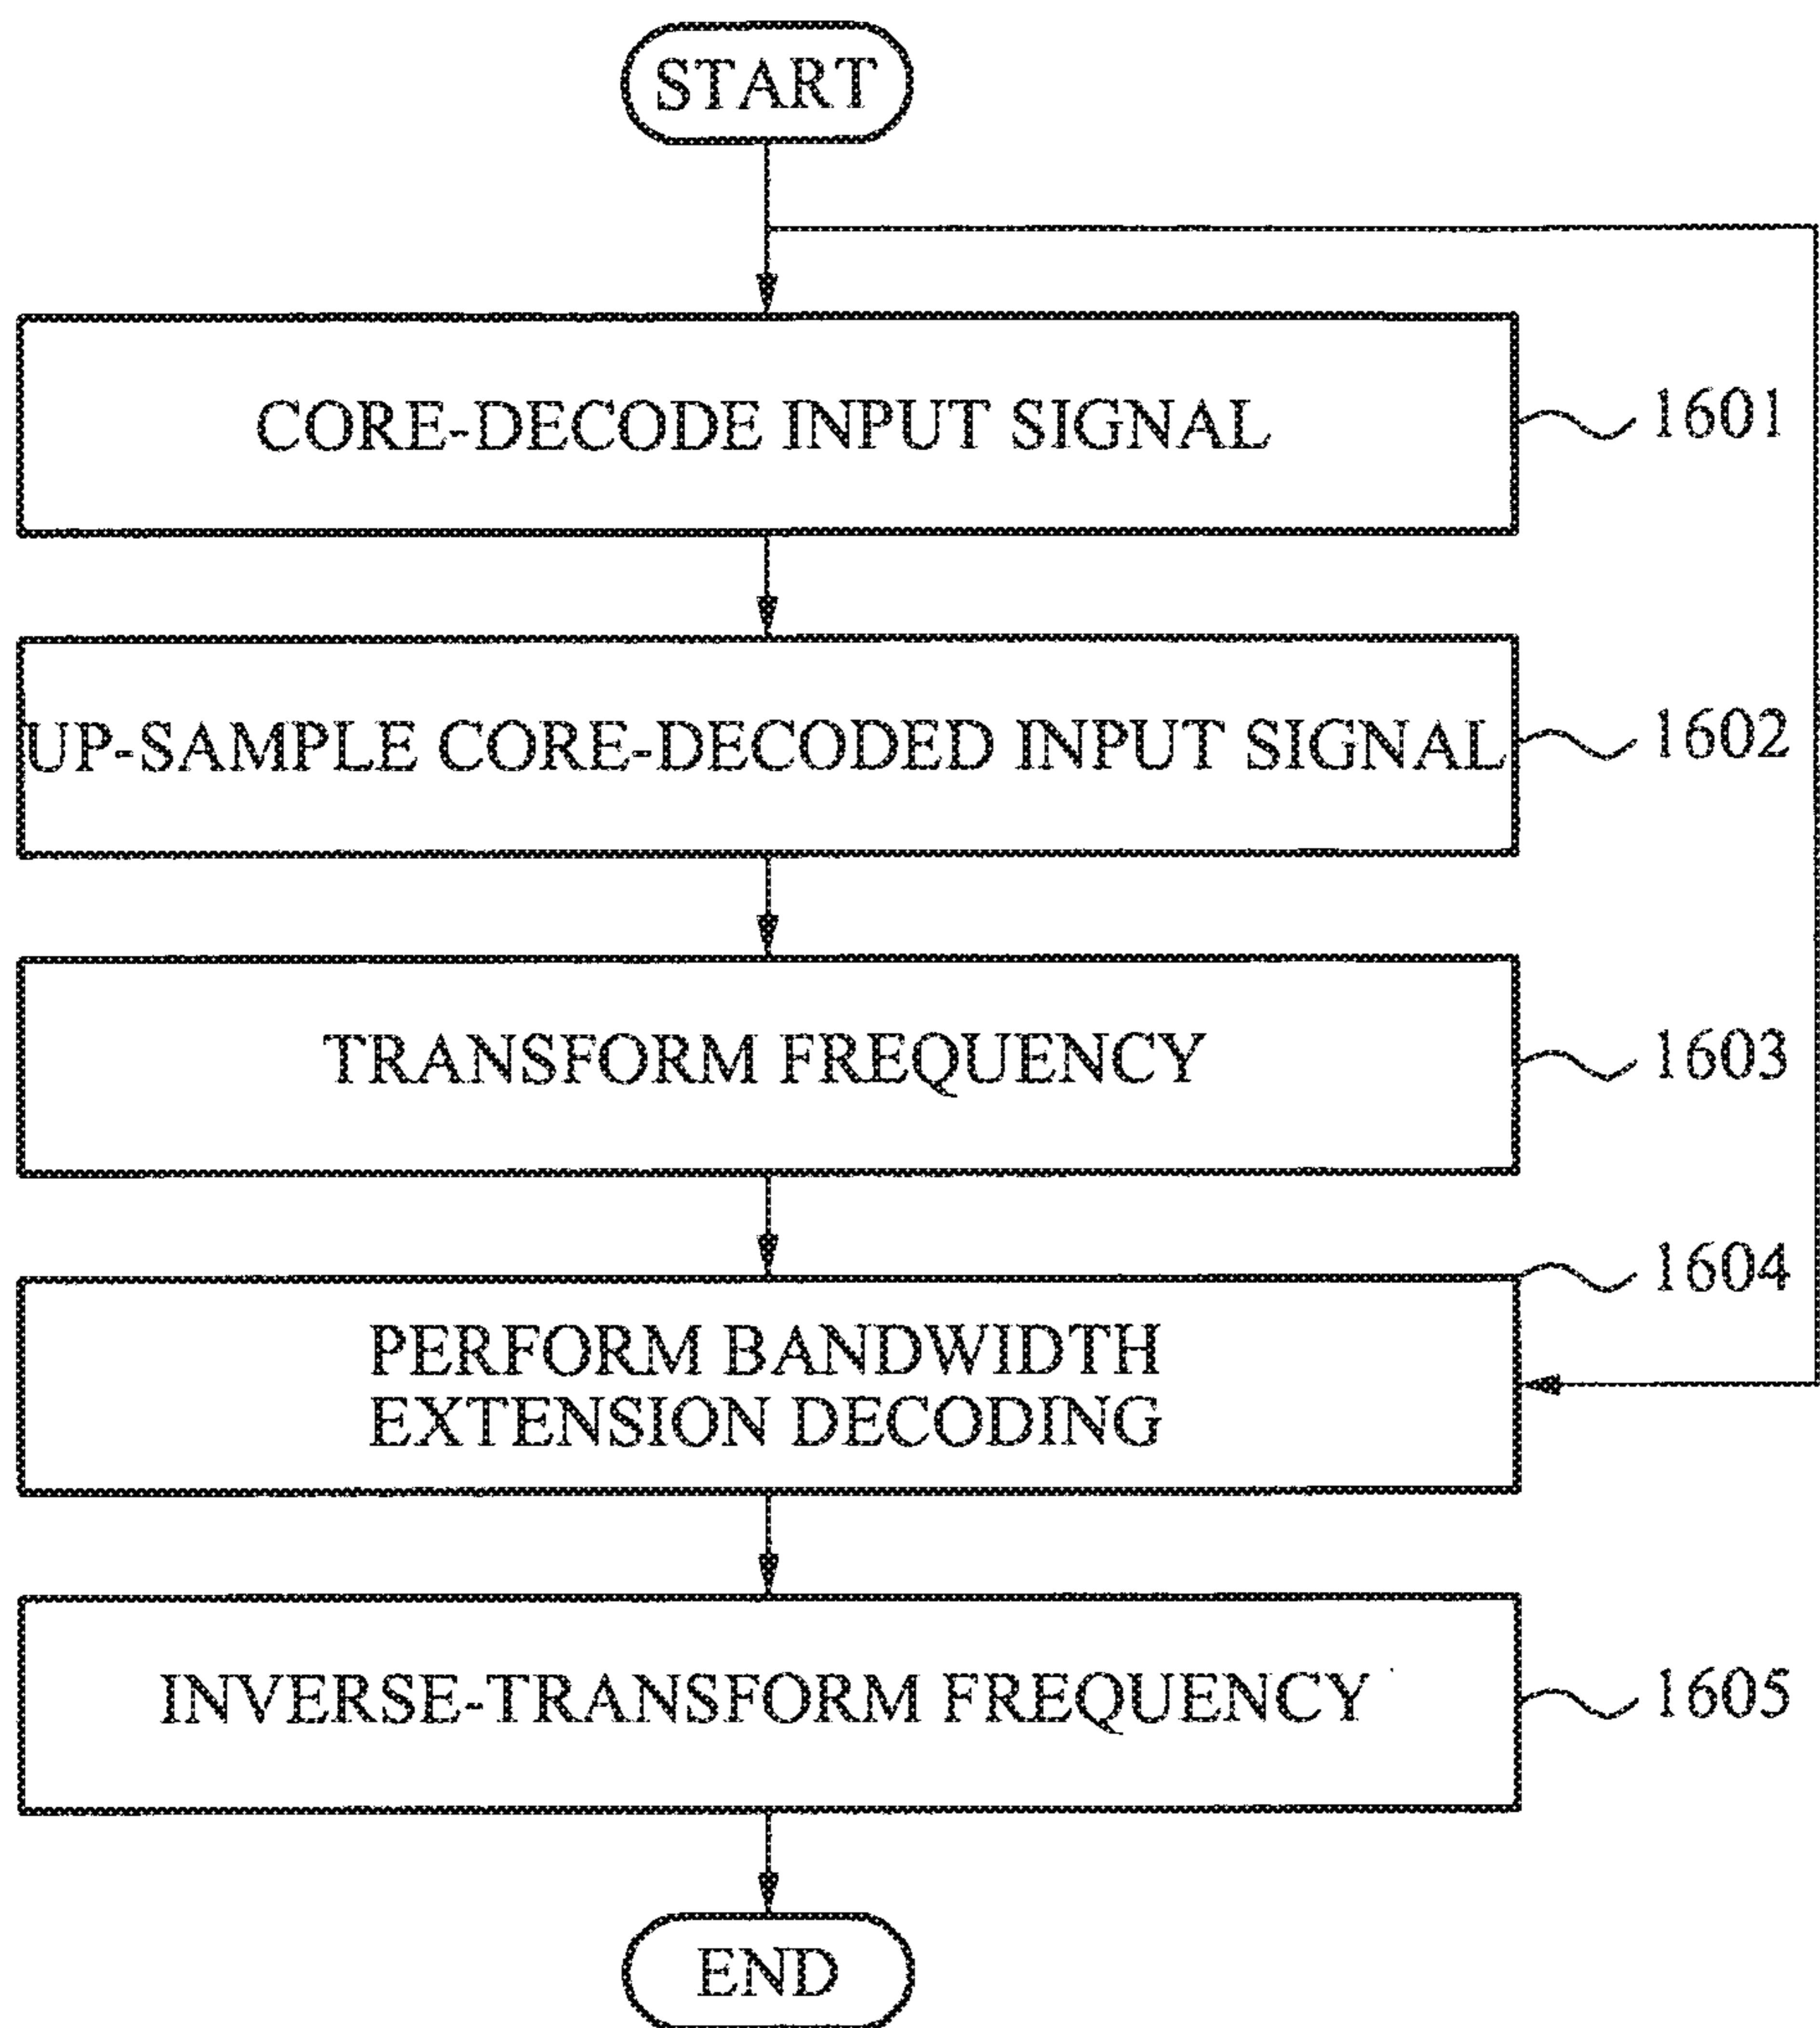 START
CORE-DECODE INPUT SIGNAL
1601
UP-SAMPLE CORE-DECODED INPUT SIGNAL
1602
TRANSFORM FREQUENCY
1603
1604
PERFORM BANDWIDTH
EXTENSION DECODING
INVERSE-TRANSFORM FREQUENCY
1605
END